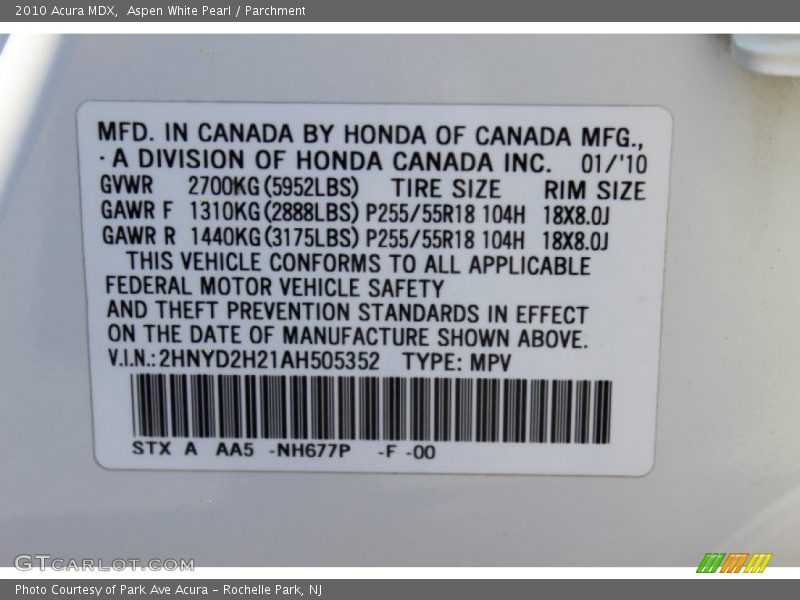 2010 Acura MDX,  Aspen White Pearl / Parchment
MFD. IN CANADA BY HONDA OF CANADA MFG.,
· A DIVISION OF HONDA CANADA INC.   01/'10
GVWR   2700KG (5952LBS)   TIRE SIZE   RIM SIZE
GAWR F  1310KG (2888LBS) P255/55R18 104H  18X8.0J
GAWR R  1440KG (3175LBS) P255/55R18 104H  18X8.0J
THIS VEHICLE CONFORMS TO ALL APPLICABLE
FEDERAL MOTOR VEHICLE SAFETY
AND THEFT PREVENTION STANDARDS IN EFFECT
ON THE DATE OF MANUFACTURE SHOWN ABOVE.
V.I.N.: 2HNYD2H21AH505352   TYPE: MPV
STX  A  AA5  -NH677P   -F -00
GTCARLOT.COM
Photo Courtesy of Park Ave Acura – Rochelle Park, NJ